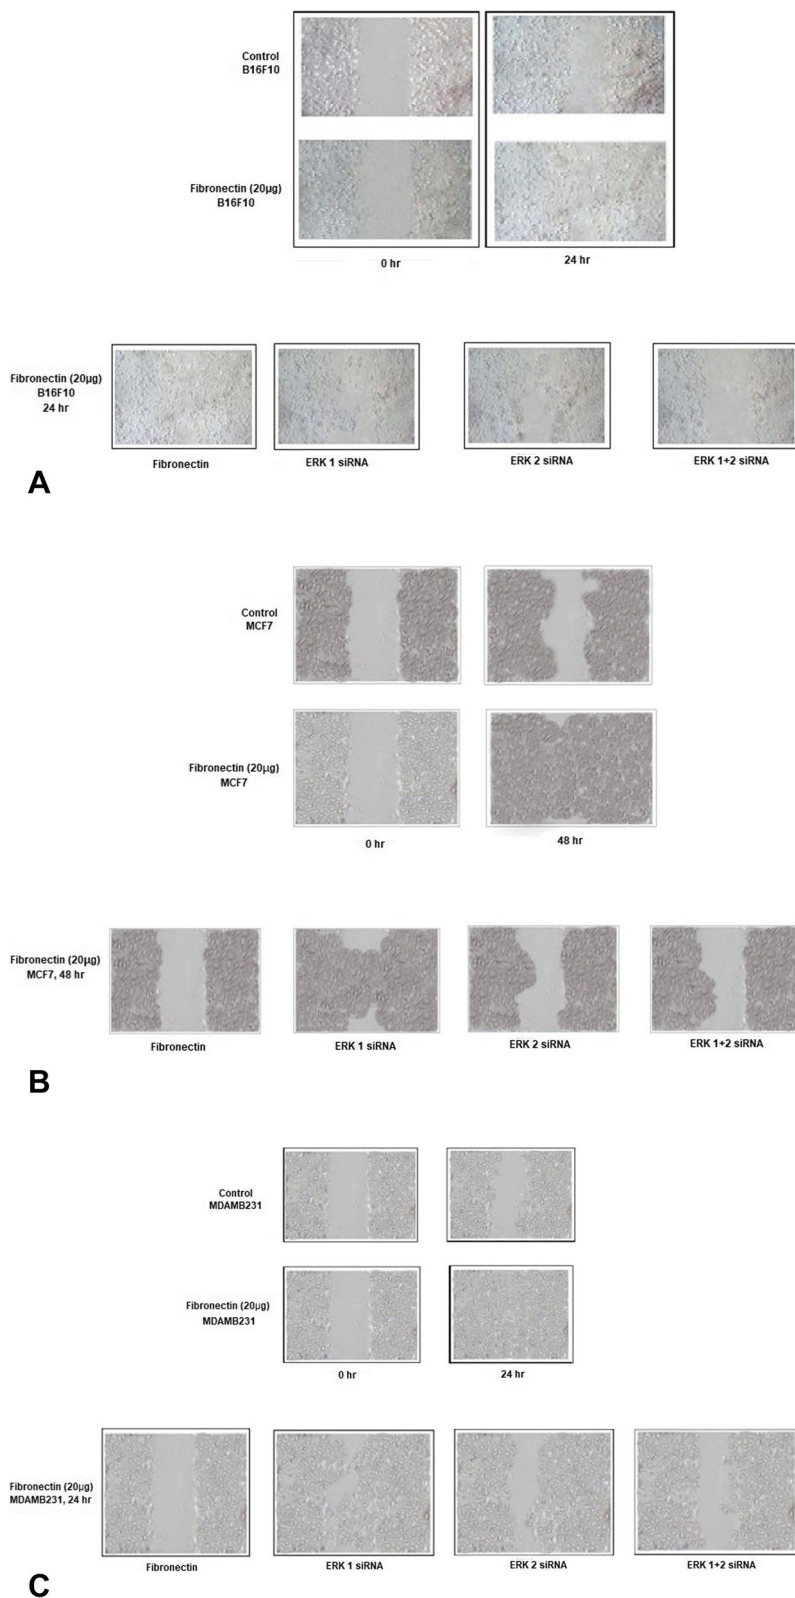 Control
B16F10
Fibronectin (20µg)
B16F10
0 hr
24 hr
Fibronectin (20µg)
B16F10
24 hr
Fibronectin
ERK 1 siRNA
ERK 2 siRNA
ERK 1+2 siRNA
A
Control
MCF7
Fibronectin (20µg)
MCF7
0 hr
48 hr
Fibronectin (20µg)
MCF7, 48 hr
Fibronectin
ERK 1 siRNA
ERK 2 siRNA
ERK 1+2 siRNA
B
Control
MDAMB231
Fibronectin (20µg)
MDAMB231
0 hr
24 hr
Fibronectin (20µg)
MDAMB231, 24 hr
Fibronectin
ERK 1 siRNA
ERK 2 siRNA
ERK 1+2 siRNA
C